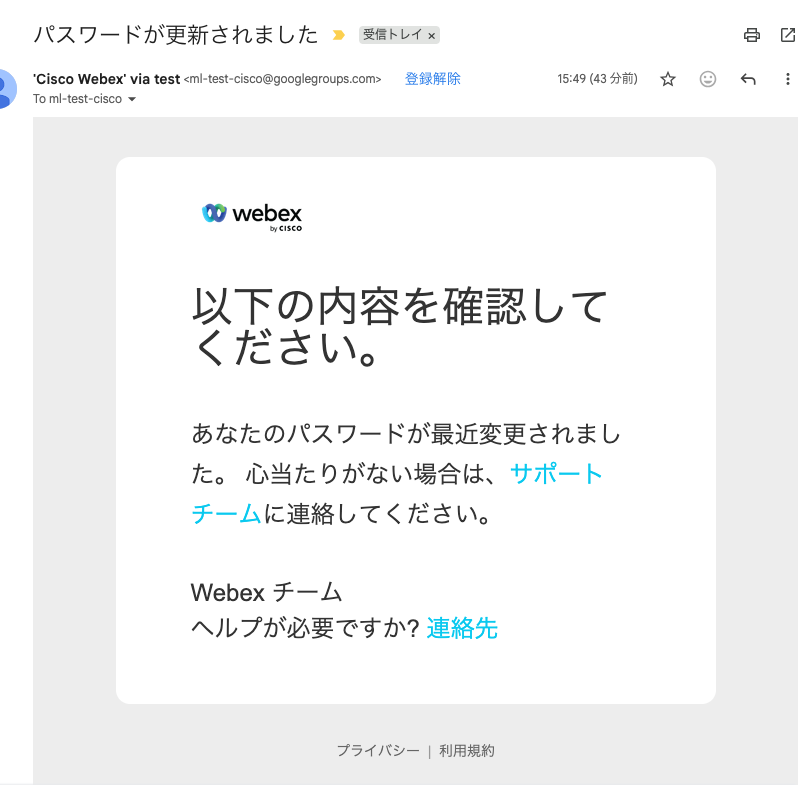 パスワードが更新されました 受信トレイ ×
'Cisco Webex' via test <ml-test-cisco@googlegroups.com> 登録解除 15:49 (43 分前)
To ml-test-cisco
webex
by CISCO
以下の内容を確認して
ください。
あなたのパスワードが最近変更されまし
た。 心当たりがない場合は、サポート
チームに連絡してください。
Webex チーム
ヘルプが必要ですか? 連絡先
プライバシー | 利用規約